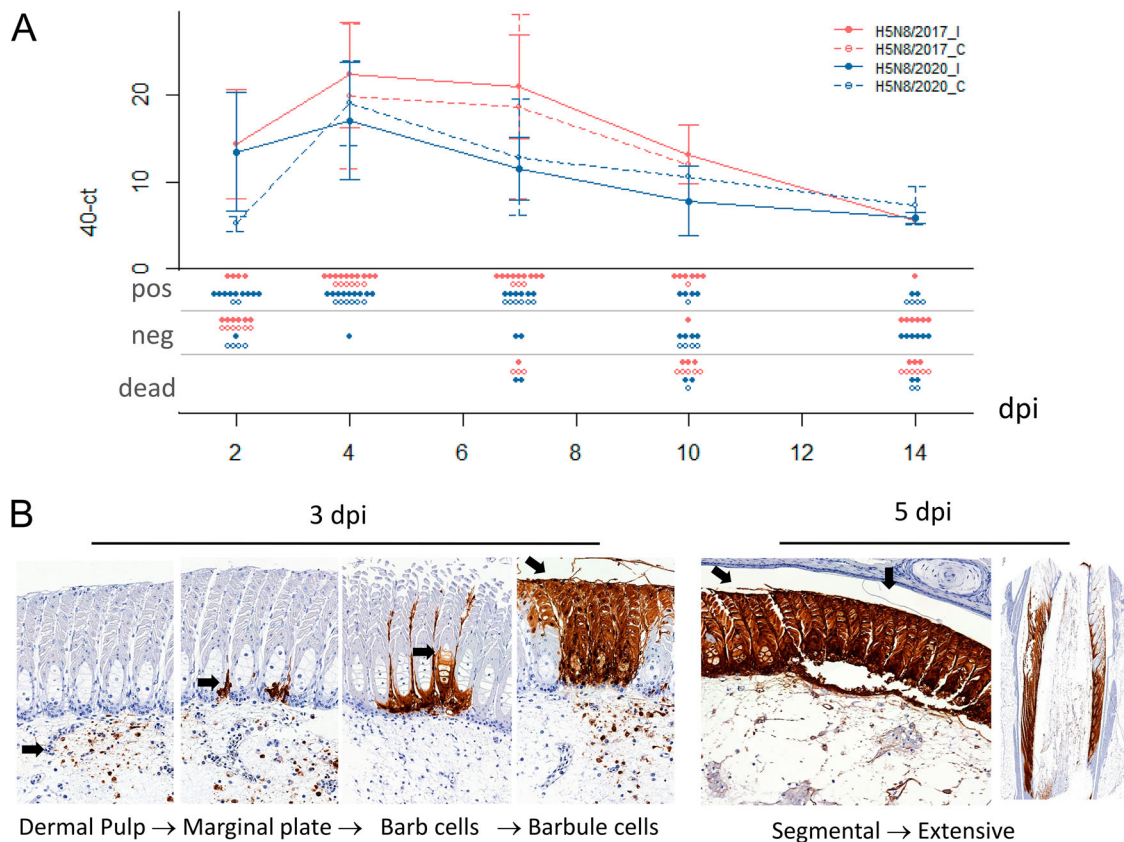 A
H5N8/2017_I
H5N8/2017_C
H5N8/2020_I
H5N8/2020_C
40-ct
20
10
0
pos
neg
dead
dpi
2 4 6 8 10 12 14
B
3 dpi
5 dpi
Dermal Pulp → Marginal plate → Barb cells → Barbule cells
Segmental → Extensive